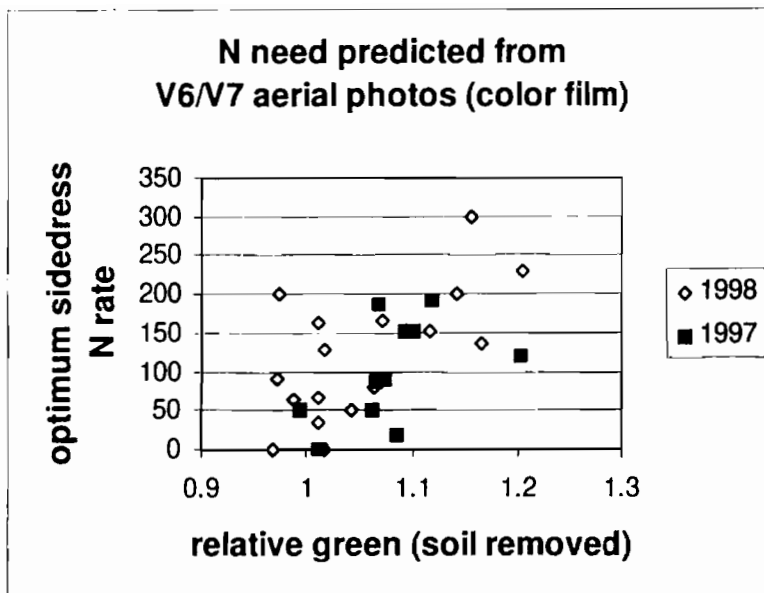 N need predicted from
V6/V7 aerial photos (color film)
optimum sidedress
N rate
350
300
250
200
150
100
50
0
0.9 1 1.1 1.2 1.3
relative green (soil removed)
1998
1997